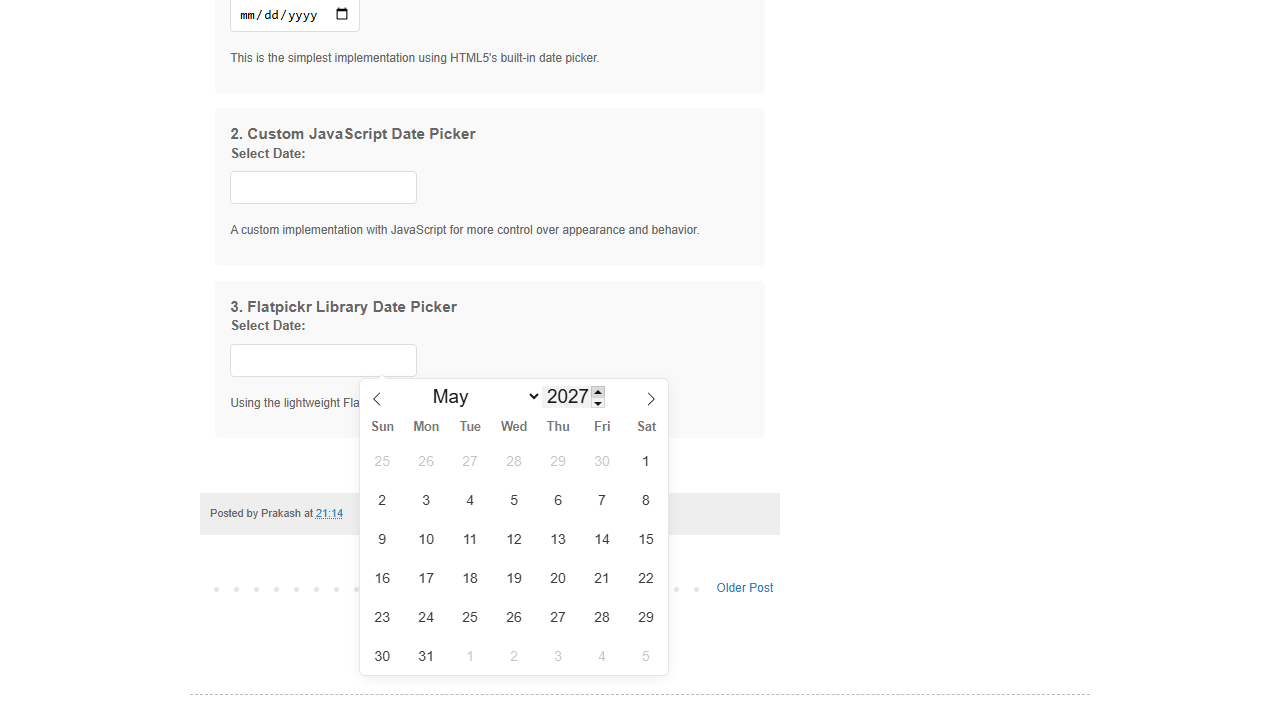 mm/dd/yyyy
This is the simplest implementation using HTML5's built-in date picker.
2. Custom JavaScript Date Picker
Select Date:
A custom implementation with JavaScript for more control over appearance and behavior.
3. Flatpickr Library Date Picker
Select Date:
Using the lightweight Fla
May 2027
Sun Mon Tue Wed Thu Fri Sat
25 26 27 28 29 30 1
2 3 4 5 6 7 8
9 10 11 12 13 14 15
16 17 18 19 20 21 22
23 24 25 26 27 28 29
30 31 1 2 3 4 5
Posted by Prakash at 21:14
Older Post